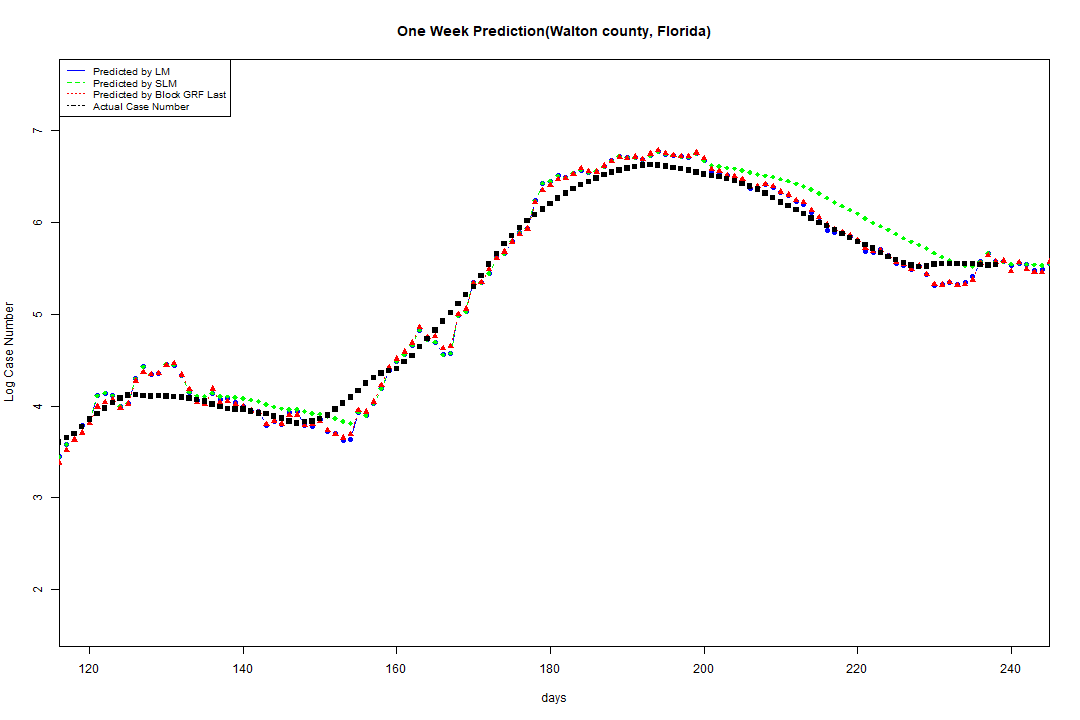 One Week Prediction(Walton county, Florida)
Predicted by LM
Predicted by SLM
Predicted by Block GRF Last
Actual Case Number
7
6
5
4
3
2
Log Case Number
120 140 160 180 200 220 240
days